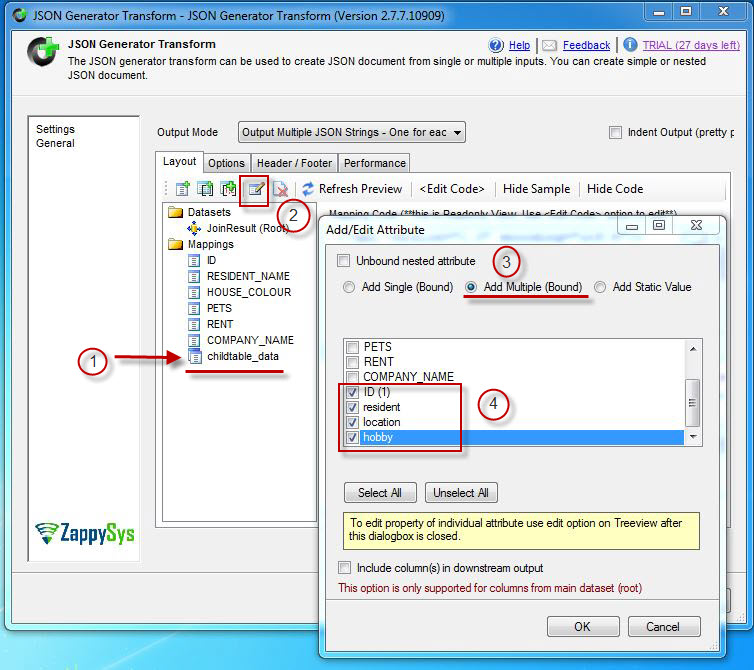 JSON Generator Transform - JSON Generator Transform (Version 2.7.7.10909)
JSON Generator Transform
Help
Feedback
TRIAL (27 days left)
The JSON generator transform can be used to create JSON document from single or multiple inputs. You can create simple or nested
JSON document.
Settings
General
Output Mode
Output Multiple JSON Strings - One for eac
Indent Output (pretty p
Layout
Options
Header / Footer
Performance
Refresh Preview
<Edit Code>
Hide Sample
Hide Code
2
Datasets
JoinResult (Root)
Mappings
ID
RESIDENT_NAME
HOUSE_COLOUR
PETS
RENT
COMPANY_NAME
childtable_data
1
Mapping Code (**this is Readonly View. Use <Edit Code> option to edit**)
Add/Edit Attribute
Unbound nested attribute
3
Add Single (Bound)
Add Multiple (Bound)
Add Static Value
PETS
RENT
COMPANY_NAME
ID (1)
resident
location
hobby
4
Select All
Unselect All
To edit property of individual attribute use edit option on Treeview after
this dialogbox is closed.
Include column(s) in downstream output
This option is only supported for columns from main dataset (root)
OK
Cancel
ZappySys